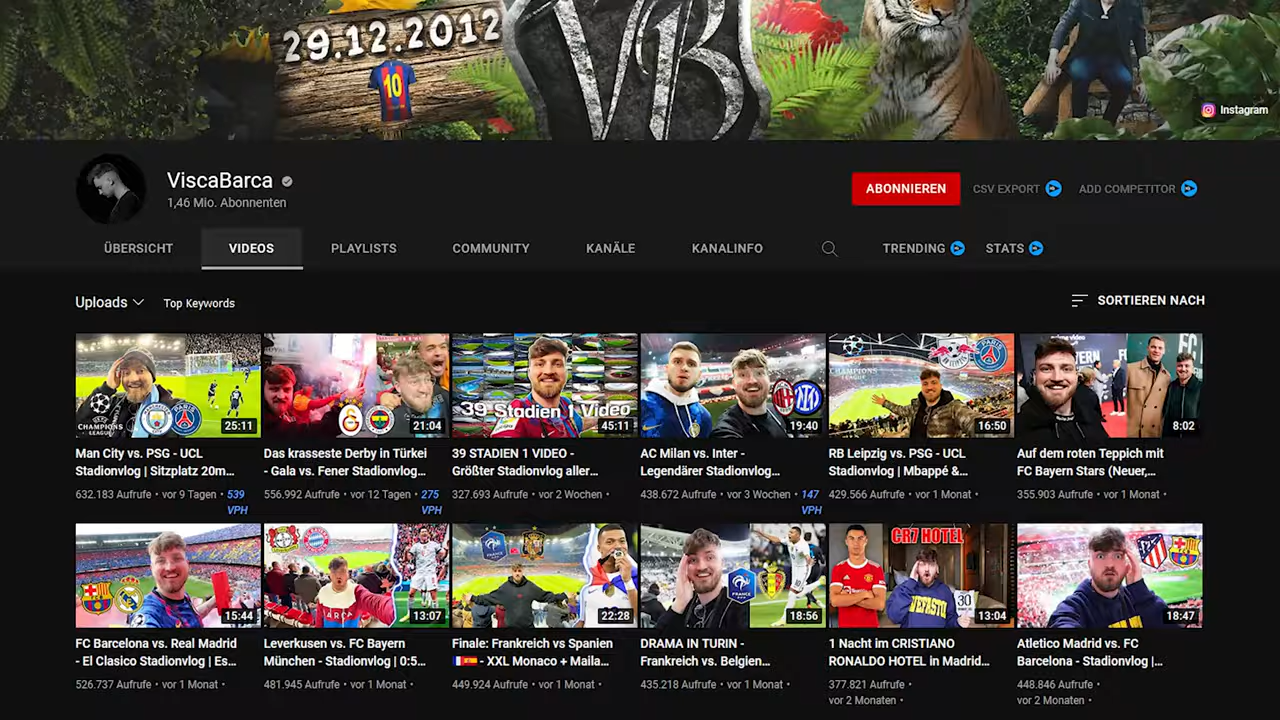 29.12.2012
10
VB
Instagram
ViscaBarca
1,46 Mio. Abonnenten
ABONNIEREN
CSV EXPORT
ADD COMPETITOR
ÜBERSICHT
VIDEOS
PLAYLISTS
COMMUNITY
KANÄLE
KANALINFO
TRENDING
STATS
Uploads
Top Keywords
SORTIEREN NACH
CHAMPIONS
LEAGUE
25:11
21:04
39 Stadien 1 Video
45:11
19:40
CHAMPIONS
LEAGUE
PARIS
16:50
8:02
Man City vs. PSG - UCL
Stadionvlog | Sitzplatz 20m...
632.183 Aufrufe • vor 9 Tagen • 539
VPH
Das krasseste Derby in Türkei
- Gala vs. Fener Stadionvlog...
556.992 Aufrufe • vor 12 Tagen • 275
VPH
39 STADIEN 1 VIDEO -
Größter Stadionvlog aller...
327.693 Aufrufe • vor 2 Wochen •
AC Milan vs. Inter -
Legendärer Stadionvlog...
438.672 Aufrufe • vor 3 Wochen • 147
VPH
RB Leipzig vs. PSG - UCL
Stadionvlog | Mbappé &...
429.566 Aufrufe • vor 1 Monat •
Auf dem roten Teppich mit
FC Bayern Stars (Neuer,...
355.903 Aufrufe • vor 1 Monat •
15:44
13:07
22:28
18:56
CR7 HOTEL
NEFASTO
30
13:04
18:47
FC Barcelona vs. Real Madrid
- El Clasico Stadionvlog | Es...
526.737 Aufrufe • vor 1 Monat •
Leverkusen vs. FC Bayern
München - Stadionvlog | 0:5...
481.945 Aufrufe • vor 1 Monat •
Finale: Frankreich vs Spanien
🇫🇷🇪🇸 - XXL Monaco + Maila...
449.924 Aufrufe • vor 1 Monat •
DRAMA IN TURIN -
Frankreich vs. Belgien...
435.218 Aufrufe • vor 1 Monat •
1 Nacht im CRISTIANO
RONALDO HOTEL in Madrid...
377.821 Aufrufe •
vor 2 Monaten •
Atletico Madrid vs. FC
Barcelona - Stadionvlog |...
448.846 Aufrufe •
vor 2 Monaten •